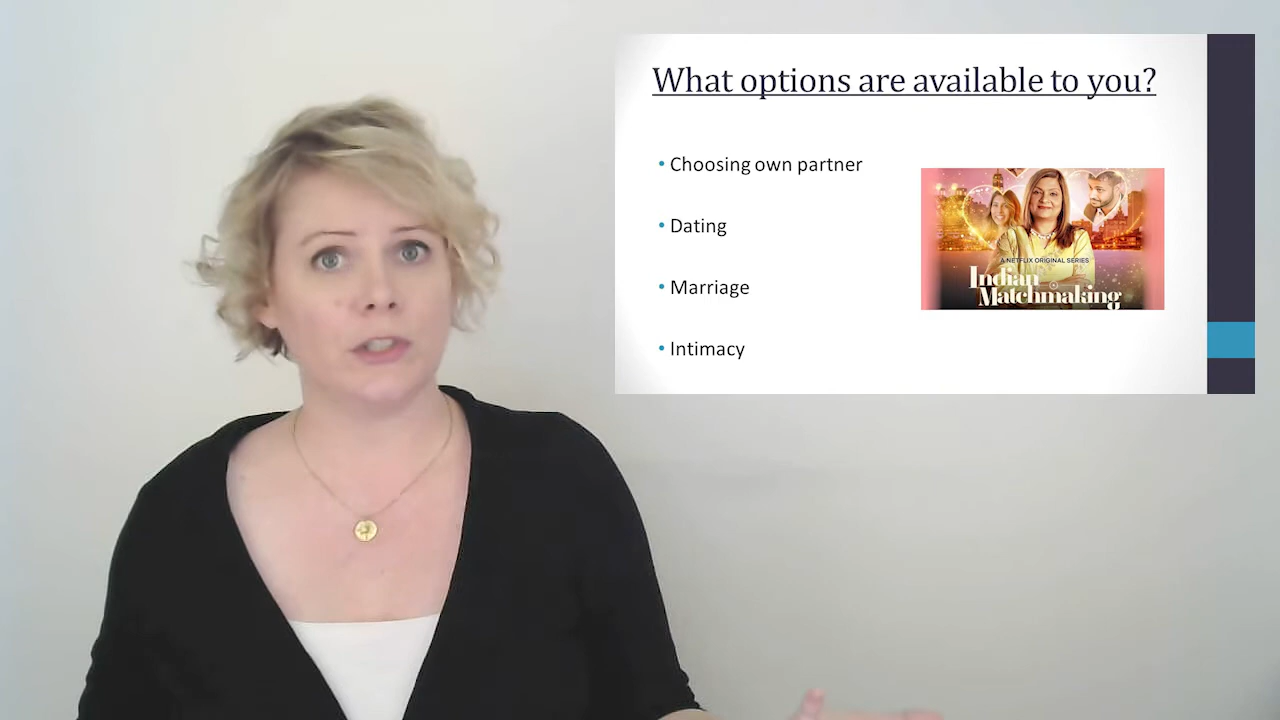 What options are available to you?
• Choosing own partner
• Dating
• Marriage
• Intimacy
A NETFLIX ORIGINAL SERIES
Indian
Matchmaking